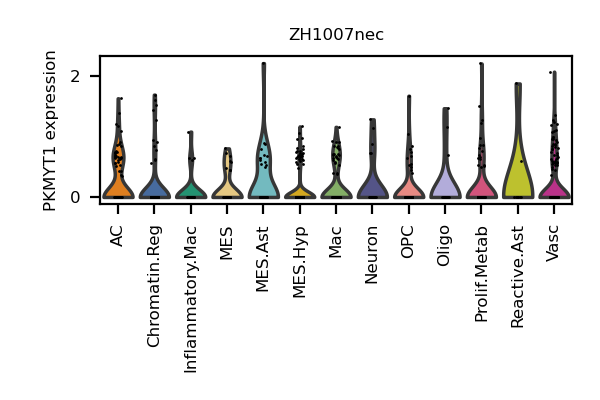 ZH1007nec
PKMYT1 expression
2
0
AC
Chromatin.Reg
Inflammatory.Mac
MES
MES.Ast
MES.Hyp
Mac
Neuron
OPC
Oligo
Prolif.Metab
Reactive.Ast
Vasc